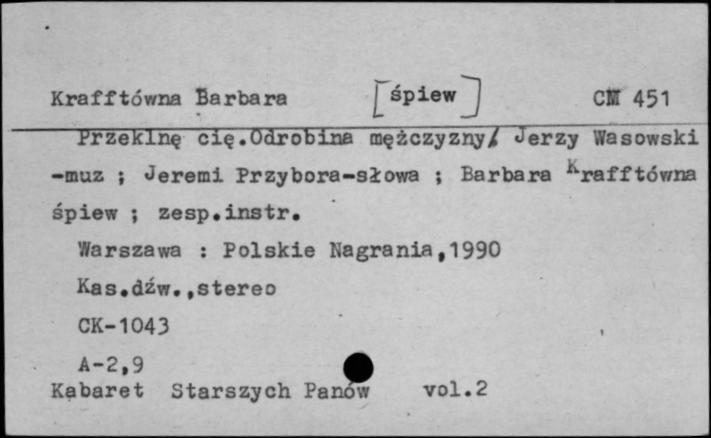 Krafftówna Barbara [śpiew] CM 451
Przeklnę cię.Odrobina mężczyzny/ Jerzy Wasowski
-muz ; Jeremi Przybora-słowa ; Barbara Krafftówna
śpiew ; zesp.instr.
Warszawa : Polskie Nagrania,1990
Kas.dźw.,stereo
CK-1043
A-2,9
Kabaret Starszych Panów vol.2